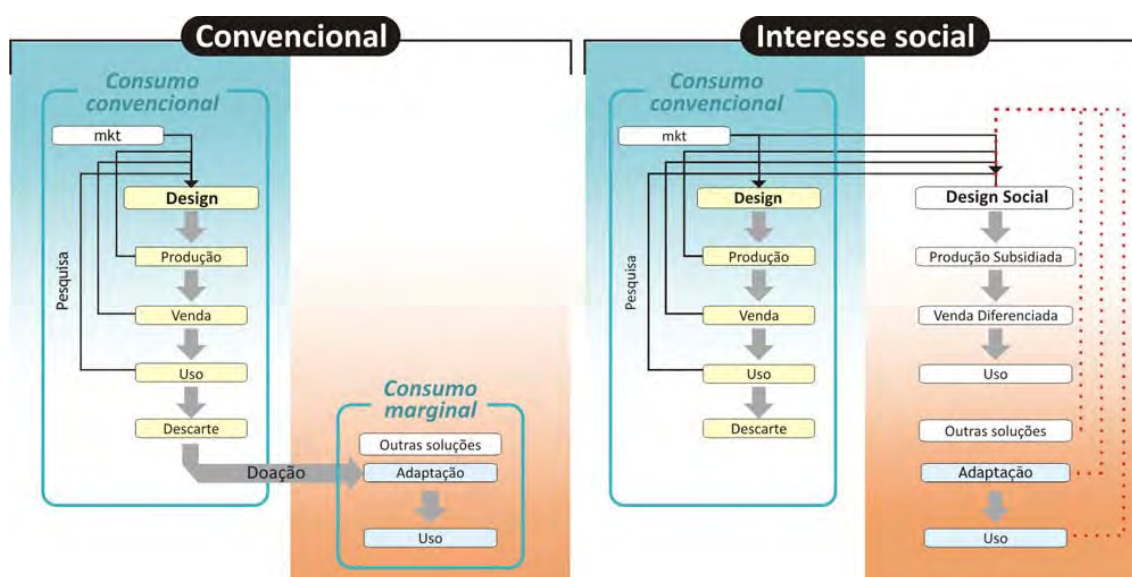 Convencional
Consumo
convencional
mkt
Pesquisa
Design
Produção
Venda
Uso
Descarte
Doação
Consumo
marginal
Outras soluções
Adaptação
Uso
Interesse social
Consumo
convencional
mkt
Pesquisa
Design
Produção
Venda
Uso
Descarte
Design Social
Produção Subsidiada
Venda Diferenciada
Uso
Outras soluções
Adaptação
Uso